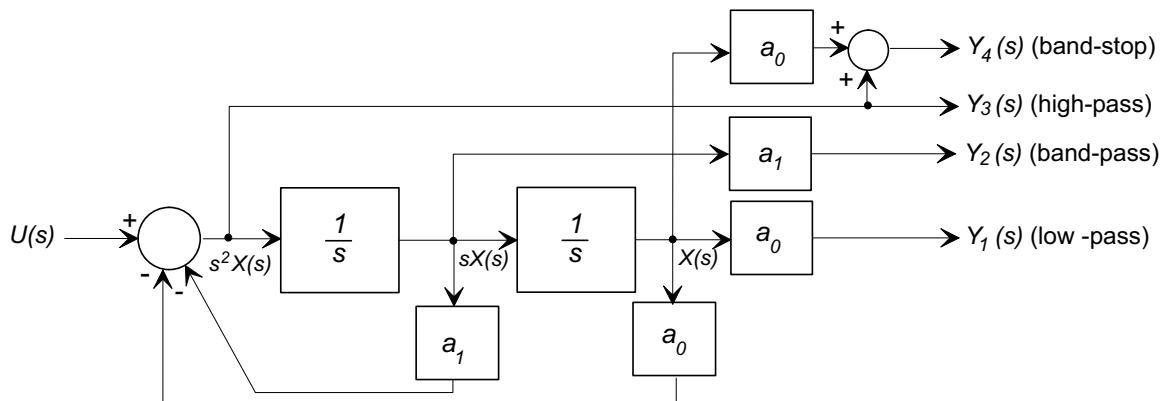 a₀
+
+
Y₄(s) (band-stop)
Y₃(s) (high-pass)
a₁
Y₂(s) (band-pass)
U(s)
+
-
-
s²X(s)
1/s
sX(s)
1/s
X(s)
a₀
Y₁(s) (low -pass)
a₁
a₀